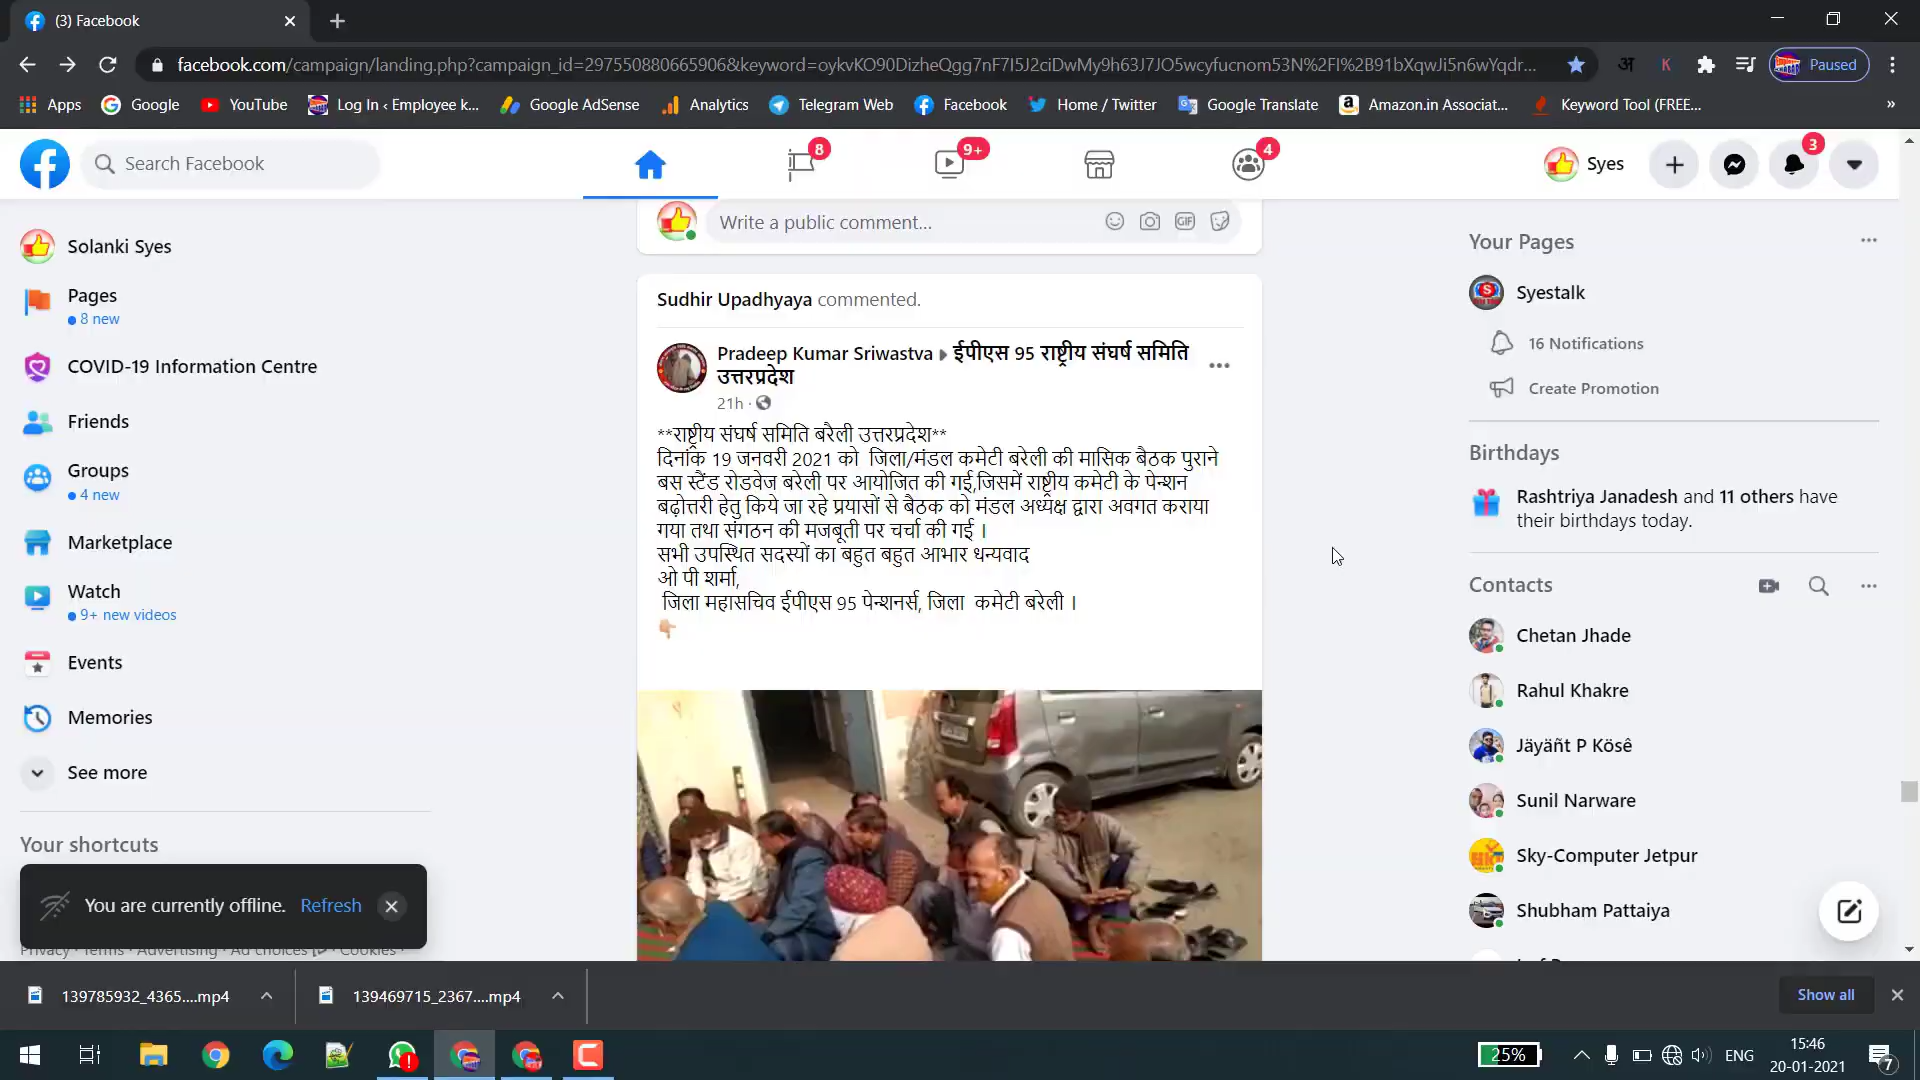 (3) Facebook
facebook.com/campaign/landing.php?campaign_id=297550880665906&keyword=oykvKO90DizheQgg7nF7I5J2ciDwMy9h63J7JO5wcyfucnom53N%2FI%2B91bXqwJi5n6wYqdr...
Paused
Apps Google YouTube Log In ‹ Employee k... Google AdSense Analytics Telegram Web Facebook Home / Twitter Google Translate Amazon.in Associat... Keyword Tool (FREE... »
Search Facebook
8
9+
4
Syes
3
Solanki Syes
Pages
8 new
COVID-19 Information Centre
Friends
Groups
4 new
Marketplace
Watch
9+ new videos
Events
Memories
See more
Your shortcuts
You are currently offline. Refresh
Privacy · Terms · Advertising · Ad choices · Cookies ·
Write a public comment...
GIF
Sudhir Upadhyaya commented.
Pradeep Kumar Sriwastva ▸ ईपीएस 95 राष्ट्रीय संघर्ष समिति
उत्तरप्रदेश
21h ·
**राष्ट्रीय संघर्ष समिति बरैली उत्तरप्रदेश**
दिनांक 19 जनवरी 2021 को जिला/मंडल कमेटी बरेली की मासिक बैठक पुराने
बस स्टैंड रोडवेज बरेली पर आयोजित की गई,जिसमें राष्ट्रीय कमेटी के पेन्शन
बढ़ोत्तरी हेतु किये जा रहे प्रयासों से बैठक को मंडल अध्यक्ष द्वारा अवगत कराया
गया तथा संगठन की मजबूती पर चर्चा की गई ।
सभी उपस्थित सदस्यों का बहुत बहुत आभार धन्यवाद
ओ पी शर्मा,
जिला महासचिव ईपीएस 95 पेन्शनर्स, जिला कमेटी बरेली ।
Your Pages
Syestalk
16 Notifications
Create Promotion
Birthdays
Rashtriya Janadesh and 11 others have
their birthdays today.
Contacts
Chetan Jhade
Rahul Khakre
Jäyäñt P Kösê
Sunil Narware
Sky-Computer Jetpur
Shubham Pattaiya
139785932_4365....mp4
139469715_2367....mp4
Show all
25%
ENG
15:46
20-01-2021
7